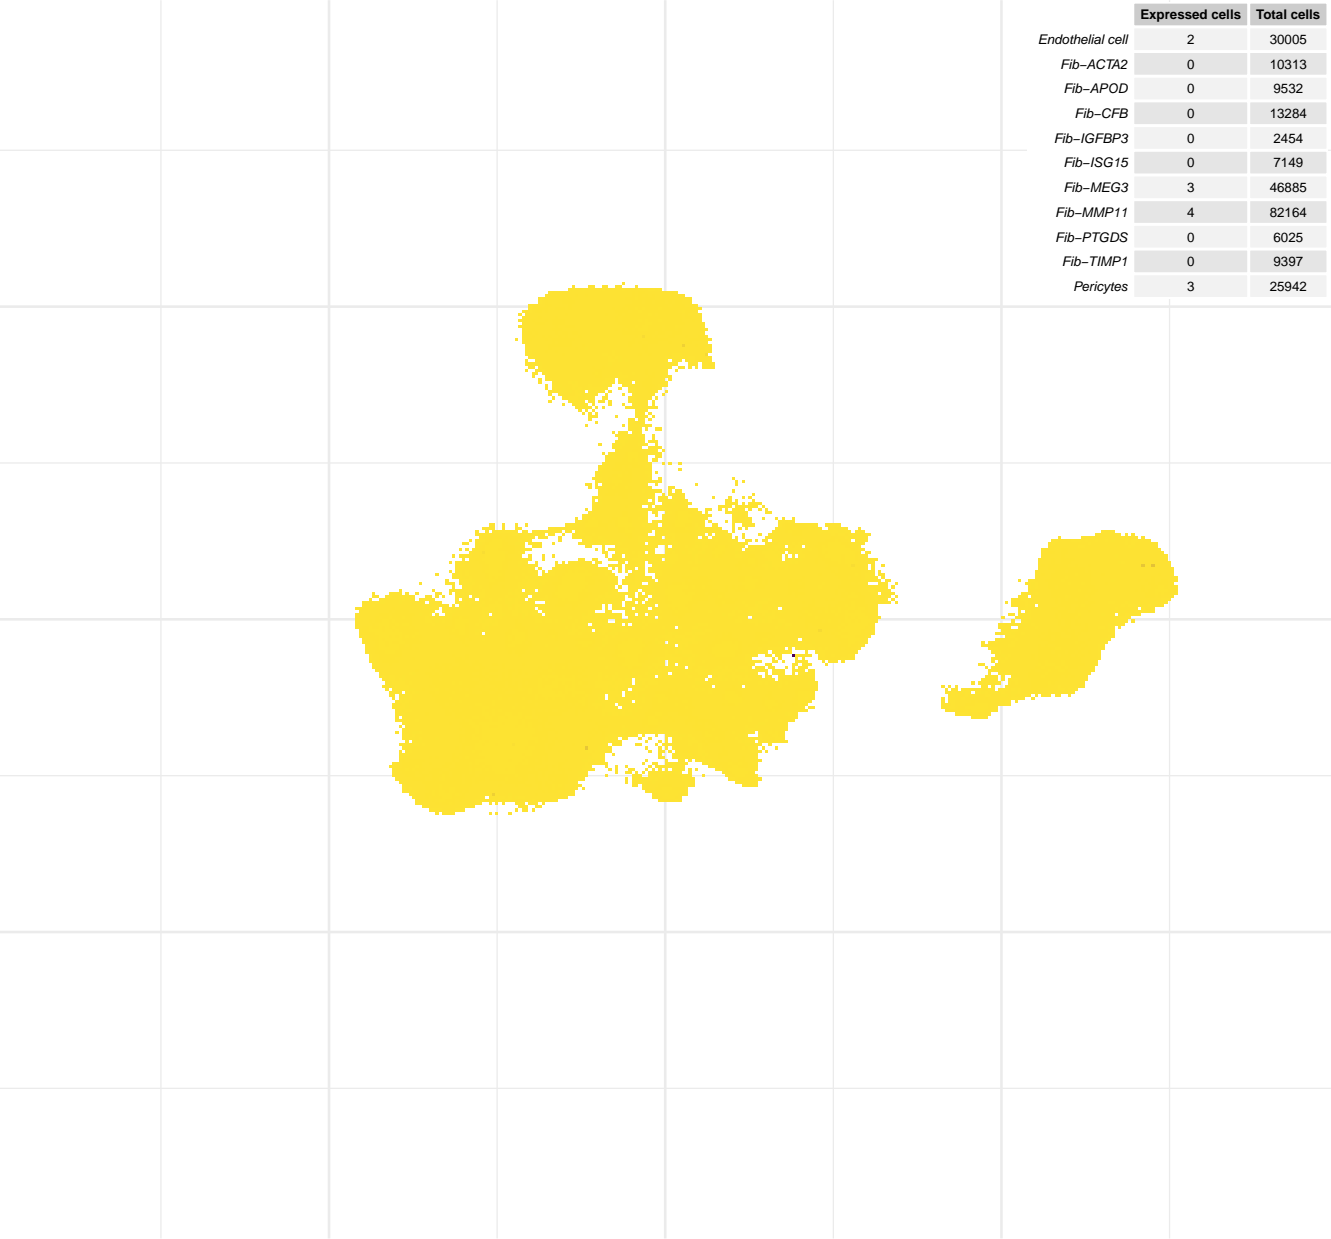 Expressed cells Total cells
Endothelial cell 2 30005
Fib−ACTA2 0 10313
Fib−APOD 0 9532
Fib−CFB 0 13284
Fib−IGFBP3 0 2454
Fib−ISG15 0 7149
Fib−MEG3 3 46885
Fib−MMP11 4 82164
Fib−PTGDS 0 6025
Fib−TIMP1 0 9397
Pericytes 3 25942